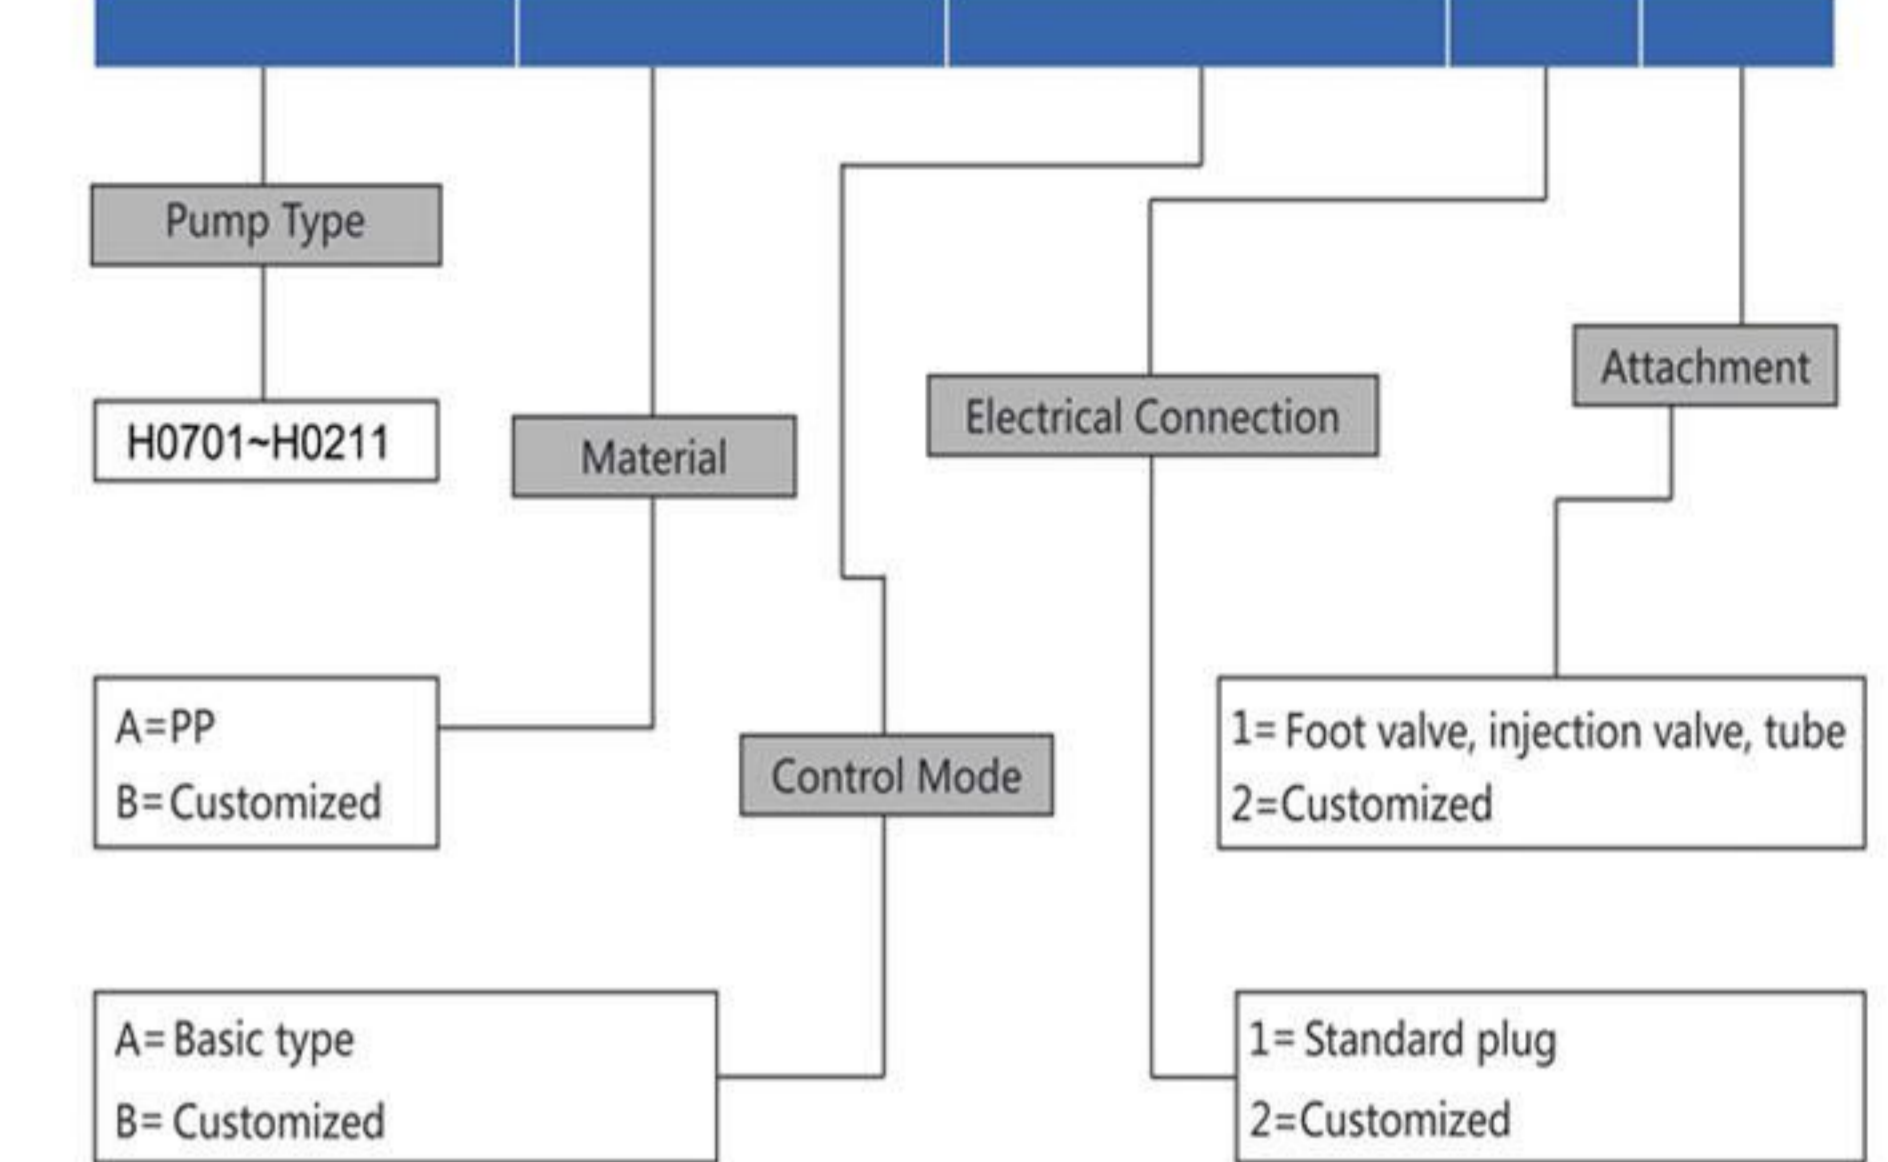 Pump Type
H0701~H0211
Material
Electrical Connection
Attachment
A=PP
B=Customized
Control Mode
1= Foot valve, injection valve, tube
2=Customized
A= Basic type
B= Customized
1= Standard plug
2=Customized